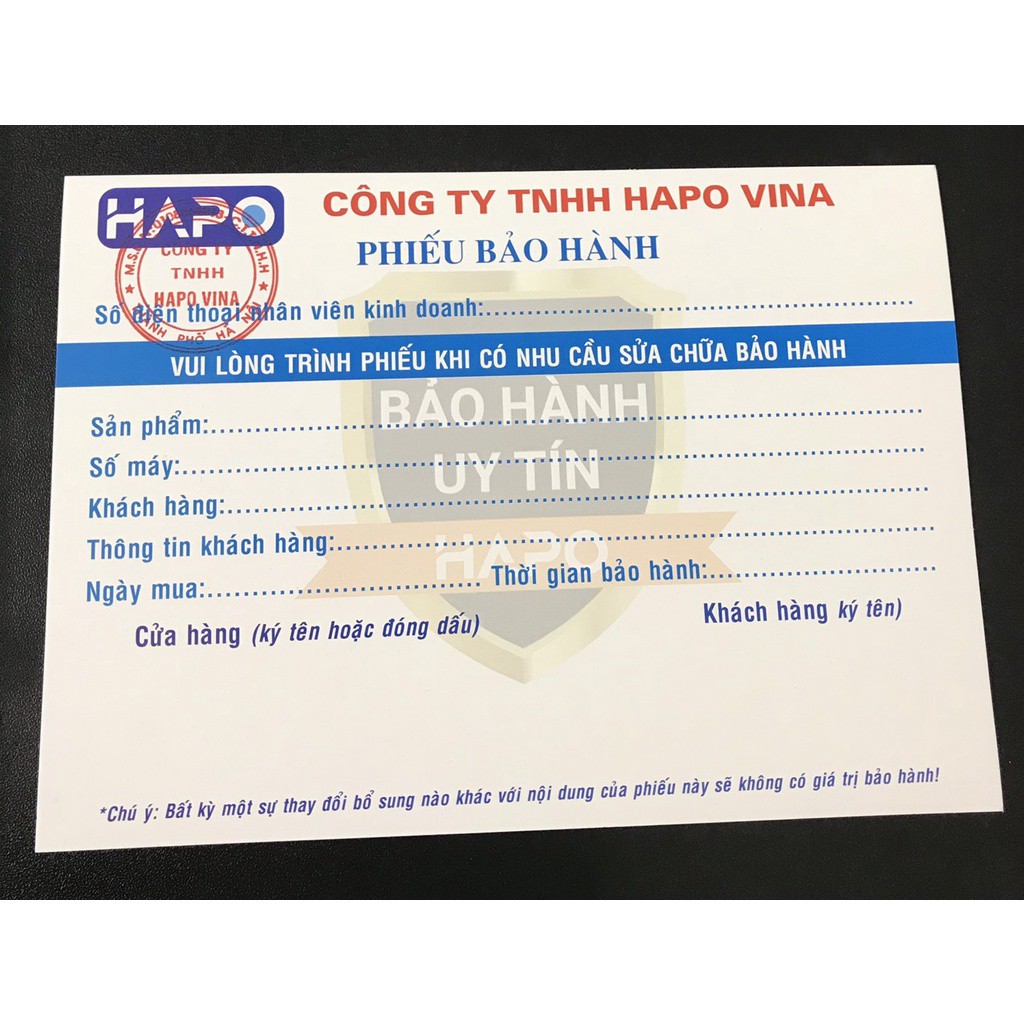 HAPO
CÔNG TY TNHH HAPO VINA
PHIẾU BẢO HÀNH
CÔNG TY
TNHH
HAPO VINA
THÀNH PHỐ HÀ NỘI
Số điện thoại nhân viên kinh doanh:
VUI LÒNG TRÌNH PHIẾU KHI CÓ NHU CẦU SỬA CHỮA BẢO HÀNH
BẢO HÀNH
UY TÍN
HAPO
Sản phẩm:
Số máy:
Khách hàng:
Thông tin khách hàng:
Ngày mua: Thời gian bảo hành:
Cửa hàng (ký tên hoặc đóng dấu) Khách hàng ký tên)
*Chú ý: Bất kỳ một sự thay đổi bổ sung nào khác với nội dung của phiếu này sẽ không có giá trị bảo hành!